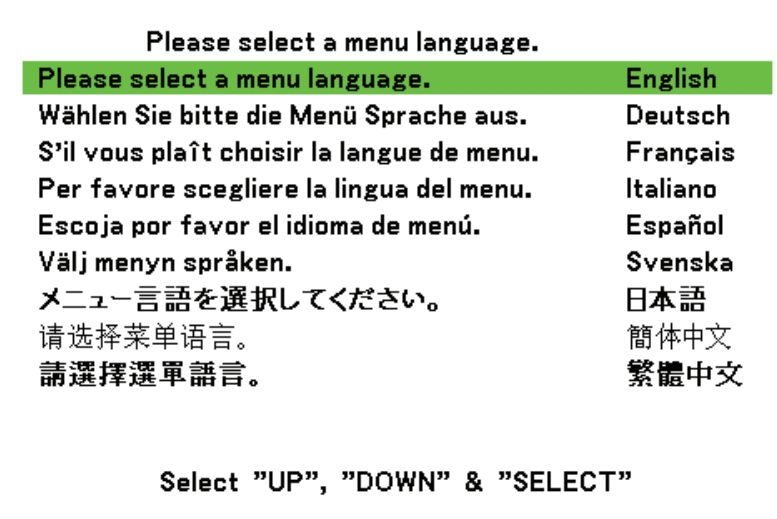 Please select a menu language.
Please select a menu language. English
Wählen Sie bitte die Menü Sprache aus. Deutsch
S’il vous plaît choisir la langue de menu. Français
Per favore scegliere la lingua del menu. Italiano
Escoja por favor el idioma de menú. Español
Välj menyn språken. Svenska
メニュー言語を選択してください。 日本語
请选择菜单语言。 簡体中文
請選擇選單語言。 繁體中文
Select ”UP”, ”DOWN” & ”SELECT”